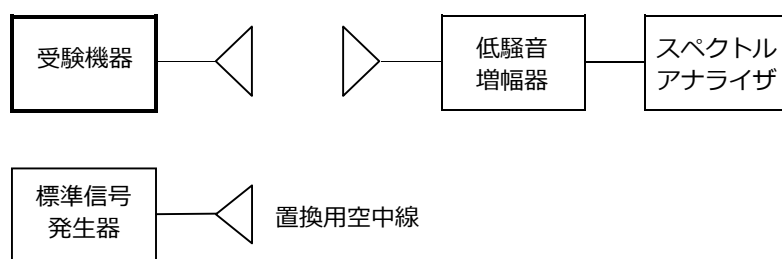 受験機器
低騒音
増幅器
スペクトル
アナライザ
標準信号
発生器
置換用空中線